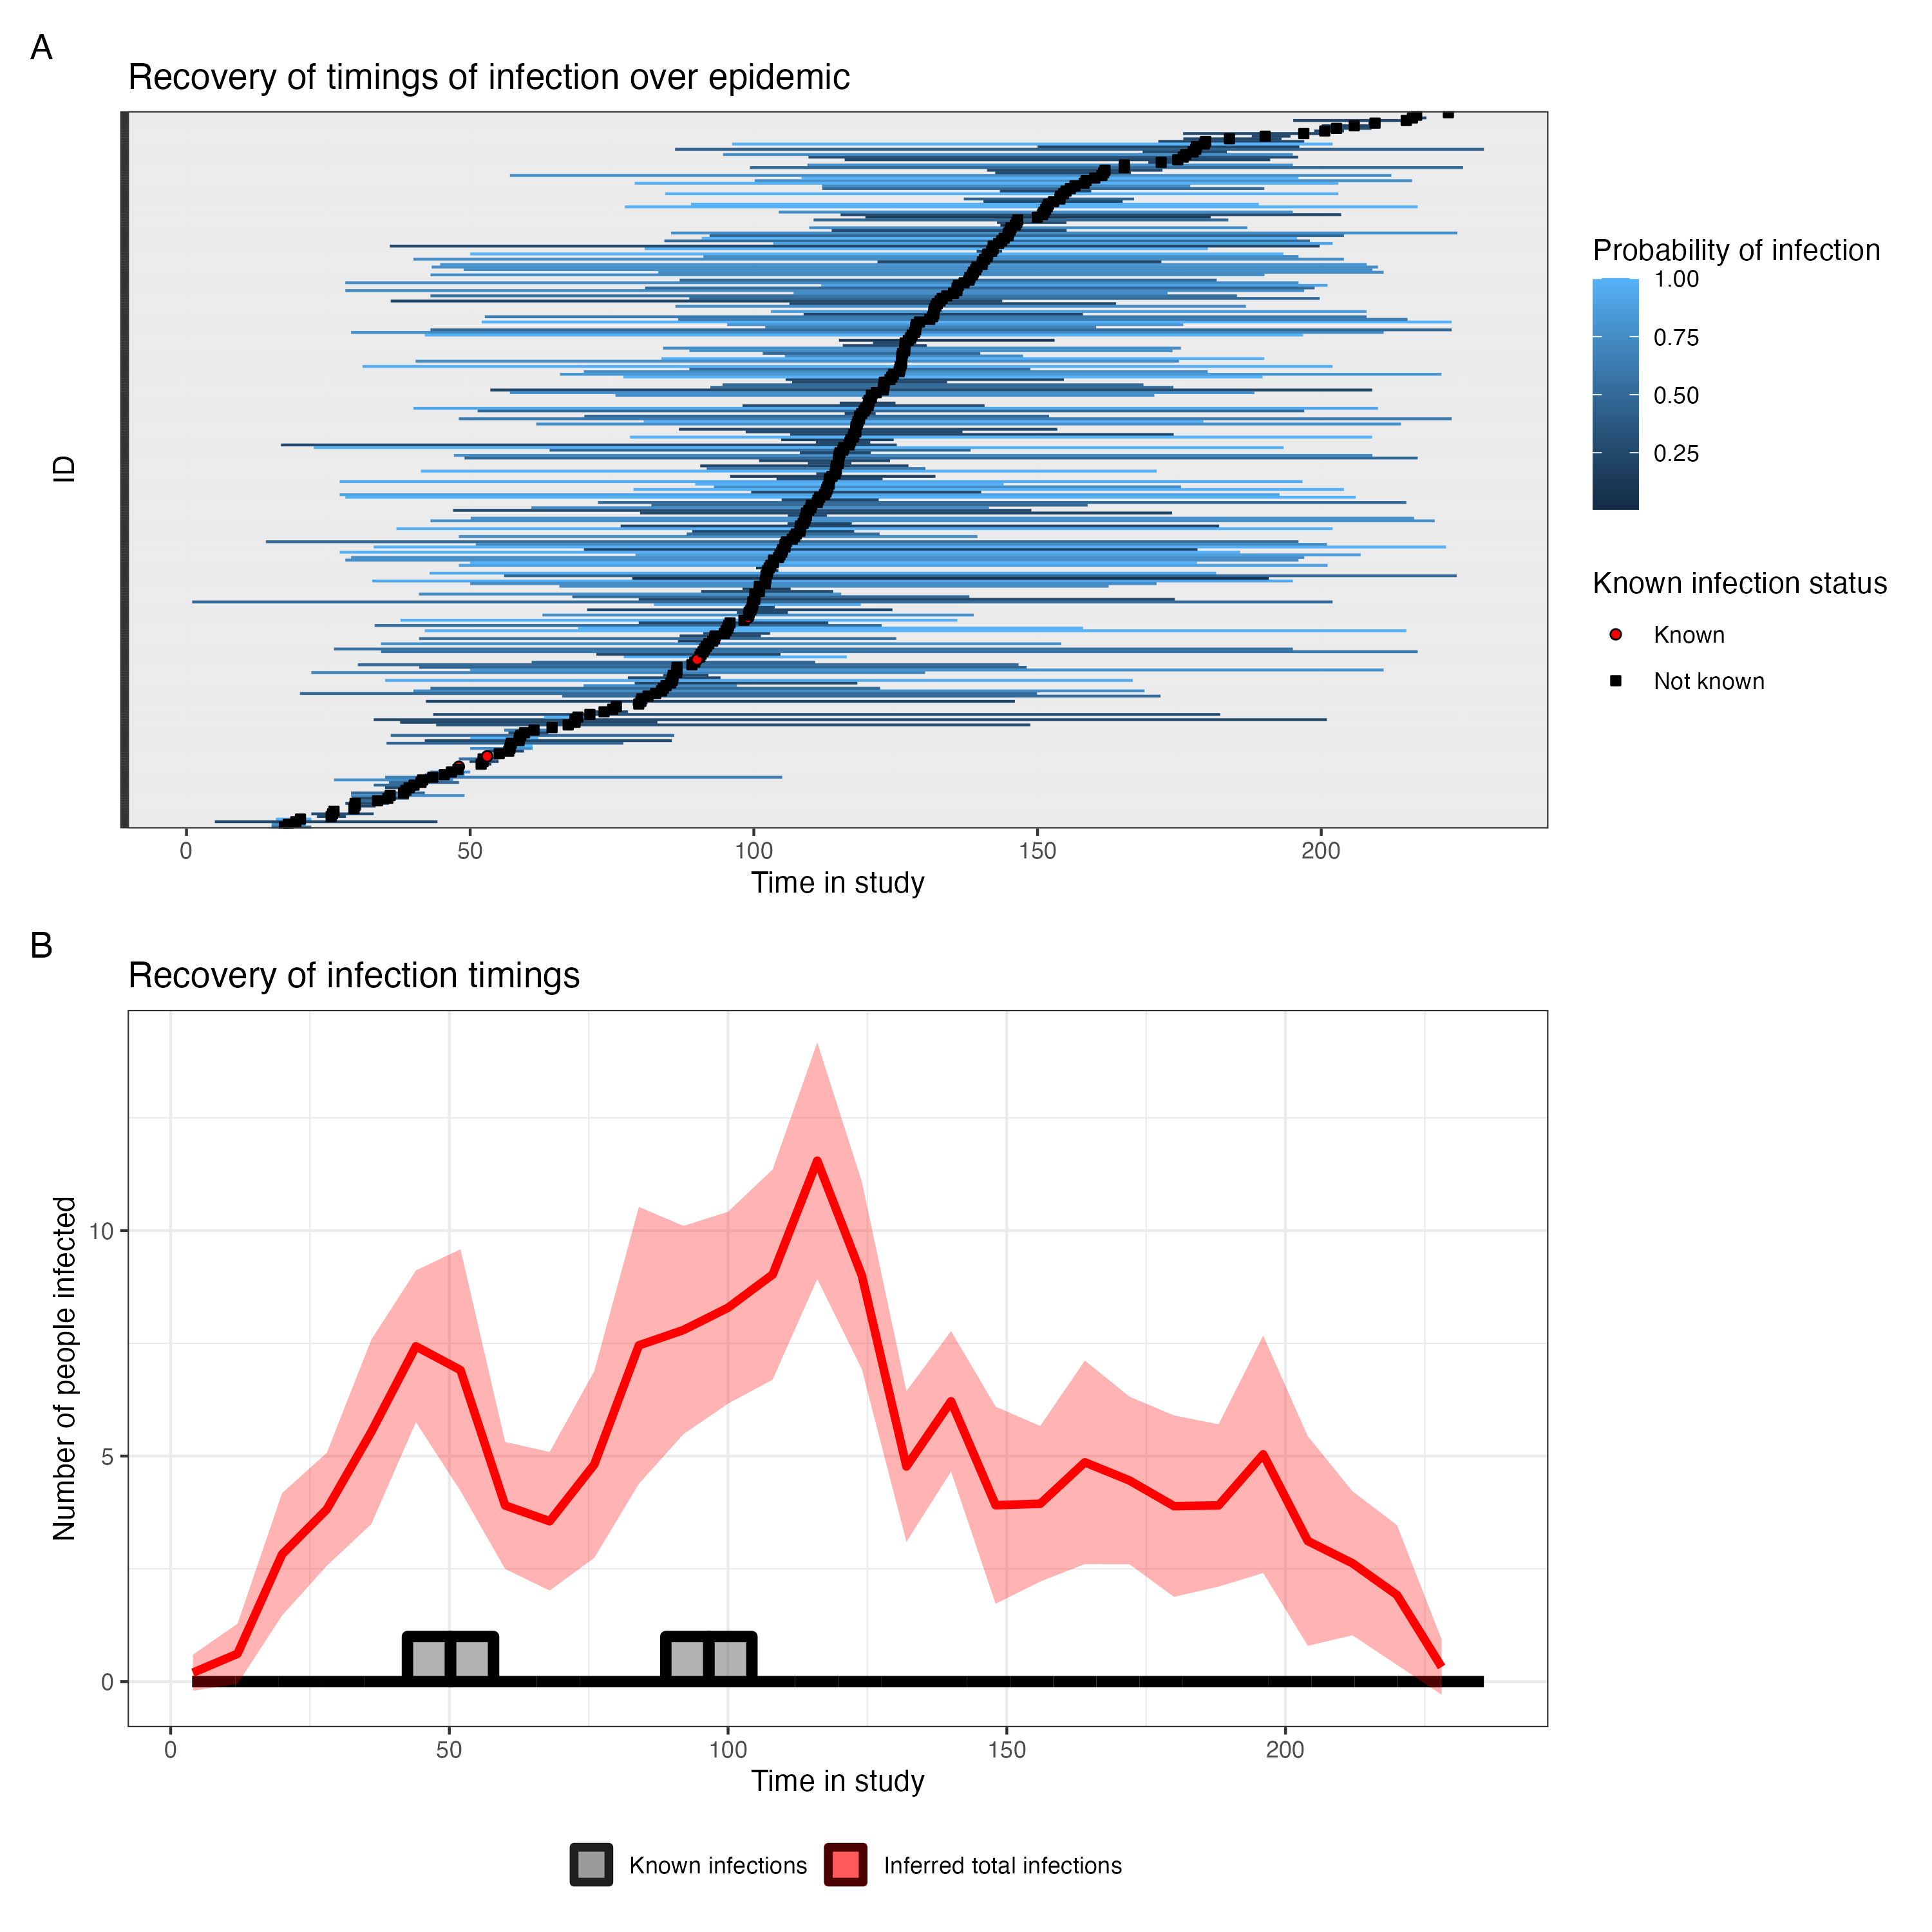 A
Recovery of timings of infection over epidemic
ID
0 50 100 150 200
Time in study
Probability of infection
1.00
0.75
0.50
0.25
Known infection status
Known
Not known
B
Recovery of infection timings
Number of people infected
10
5
0
0 50 100 150 200
Time in study
Known infections Inferred total infections